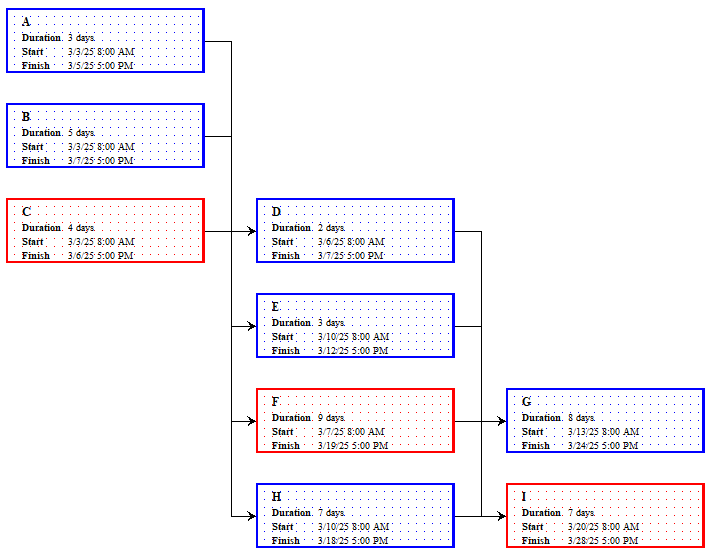 A
Duration 3 days
Start 3/3/25 8:00 AM
Finish 3/5/25 5:00 PM
B
Duration 5 days
Start 3/3/25 8:00 AM
Finish 3/7/25 5:00 PM
C
Duration 4 days
Start 3/3/25 8:00 AM
Finish 3/6/25 5:00 PM
D
Duration 2 days
Start 3/6/25 8:00 AM
Finish 3/7/25 5:00 PM
E
Duration 3 days
Start 3/10/25 8:00 AM
Finish 3/12/25 5:00 PM
F
Duration 9 days
Start 3/7/25 8:00 AM
Finish 3/19/25 5:00 PM
G
Duration 8 days
Start 3/13/25 8:00 AM
Finish 3/24/25 5:00 PM
H
Duration 7 days
Start 3/10/25 8:00 AM
Finish 3/18/25 5:00 PM
I
Duration 7 days
Start 3/20/25 8:00 AM
Finish 3/28/25 5:00 PM